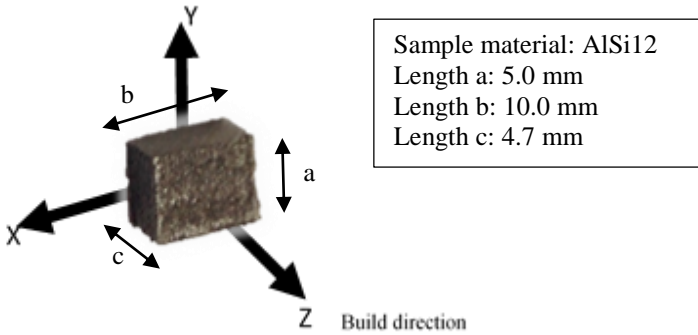 Y
b
Sample material: AlSi12
Length a: 5.0 mm
Length b: 10.0 mm
Length c: 4.7 mm
a
X
c
Z
Build direction